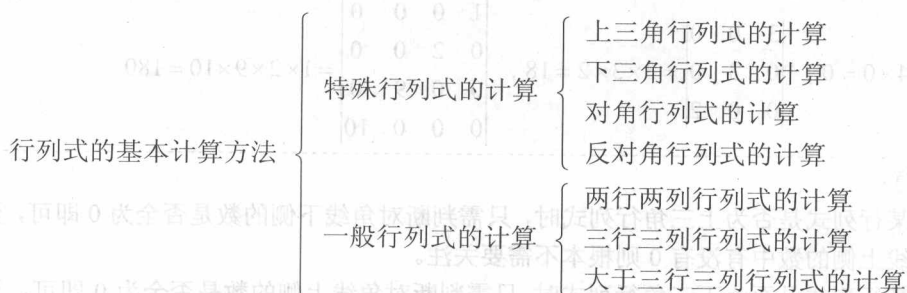 上三角行列式的计算
下三角行列式的计算
特殊行列式的计算
对角行列式的计算
反对角行列式的计算
行列式的基本计算方法
两行两列行列式的计算
一般行列式的计算
三行三列行列式的计算
大于三行三列行列式的计算